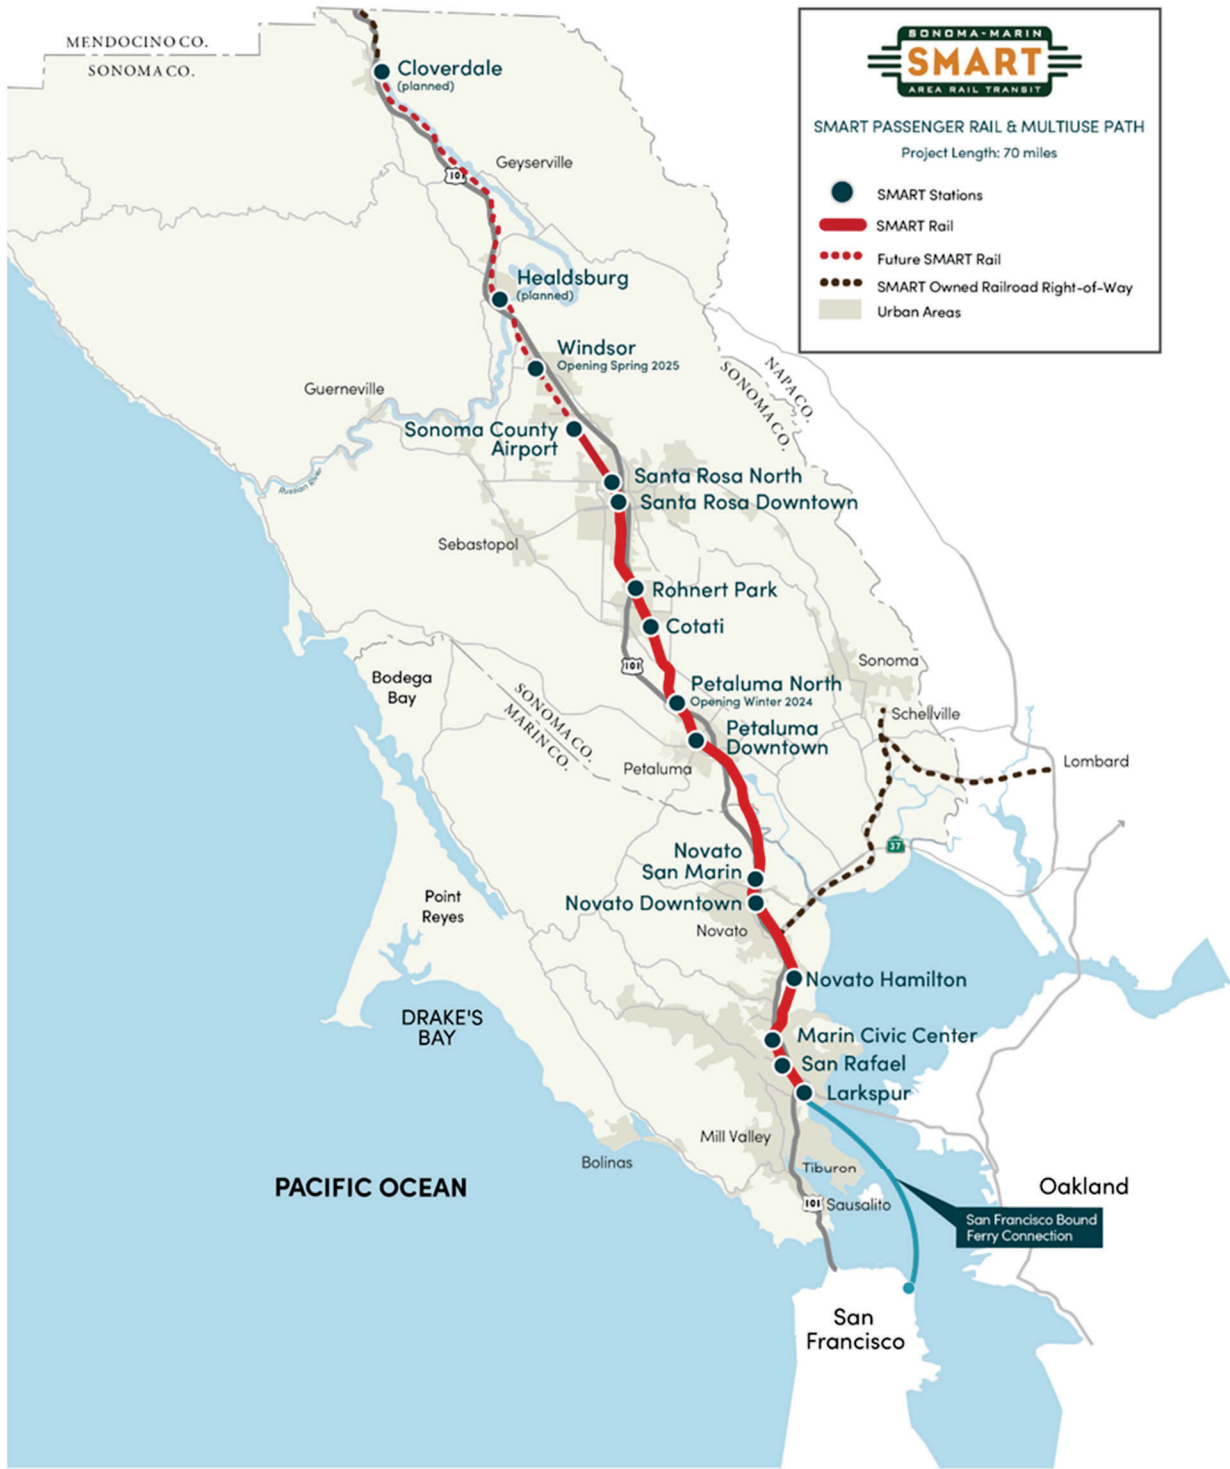 MENDOCINO CO.
SONOMA CO.
Cloverdale
(planned)
Geyserville
101
Healdsburg
(planned)
Windsor
Opening Spring 2025
Guerneville
Sonoma County
Airport
Russian River
Santa Rosa North
Santa Rosa Downtown
Sebastopol
Rohnert Park
Cotati
101
Bodega
Bay
SONOMA CO.
MARIN CO.
Petaluma North
Opening Winter 2024
Petaluma
Downtown
Petaluma
Sonoma
Schellville
Lombard
37
Novato
San Marin
Novato Downtown
Novato
Point
Reyes
Novato Hamilton
DRAKE'S
BAY
Marin Civic Center
San Rafael
Larkspur
Mill Valley
Bolinas
Tiburon
PACIFIC OCEAN
101
Sausalito
Oakland
San Francisco Bound
Ferry Connection
San
Francisco
NAPA CO.
SONOMA CO.
SONOMA-MARIN
SMART
AREA RAIL TRANSIT
SMART PASSENGER RAIL & MULTIUSE PATH
Project Length: 70 miles
SMART Stations
SMART Rail
Future SMART Rail
SMART Owned Railroad Right-of-Way
Urban Areas